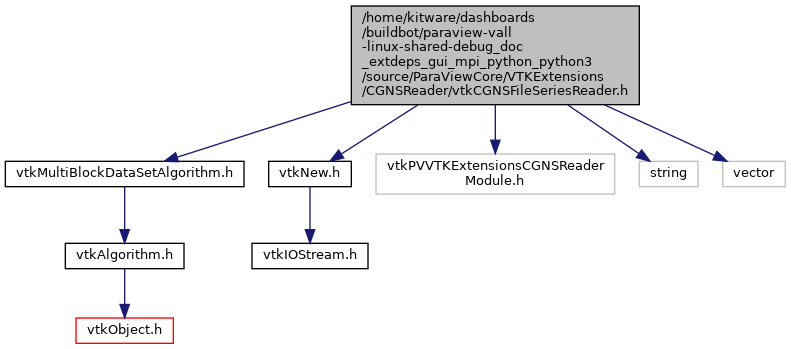 /home/kitware/dashboards
/buildbot/paraview-vall
-linux-shared-debug_doc
_extdeps_gui_mpi_python_python3
/source/ParaViewCore/VTKExtensions
/CGNSReader/vtkCGNSFileSeriesReader.h
vtkMultiBlockDataSetAlgorithm.h
vtkNew.h
vtkPVVTKExtensionsCGNSReader
Module.h
string
vector
vtkAlgorithm.h
vtkIOStream.h
vtkObject.h